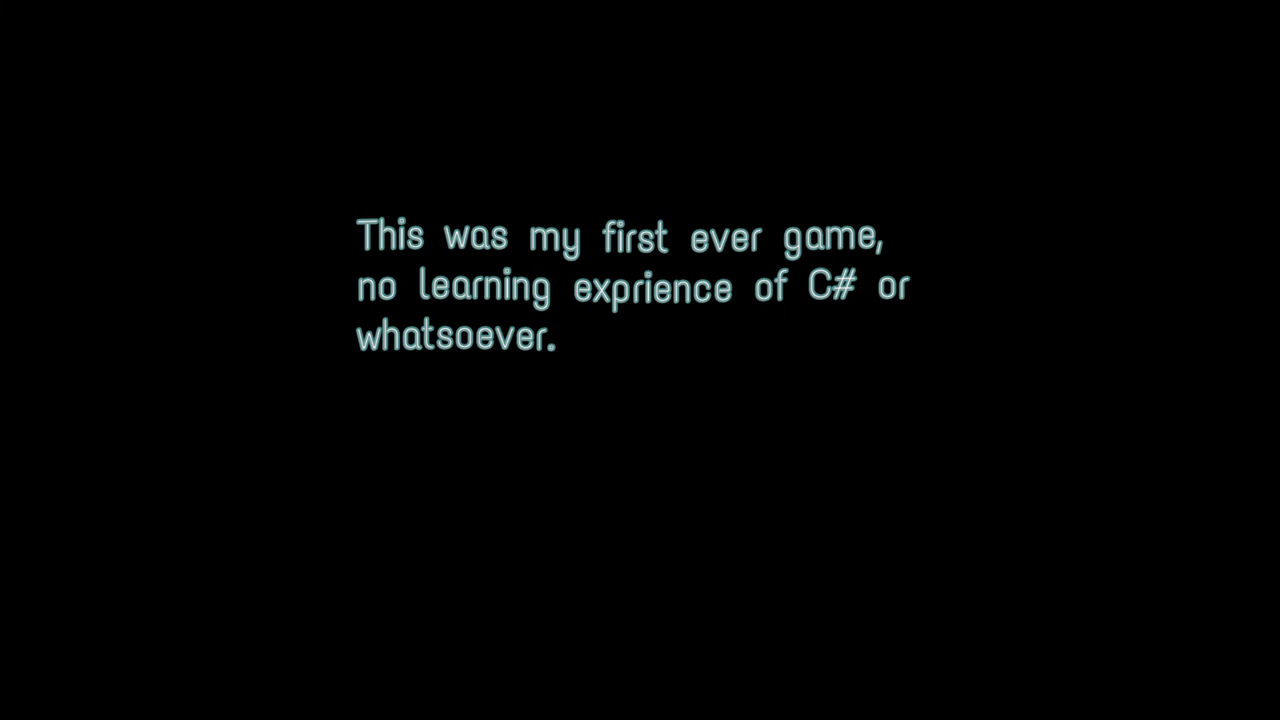 This was my first ever game,
no learning exprience of C# or
whatsoever.